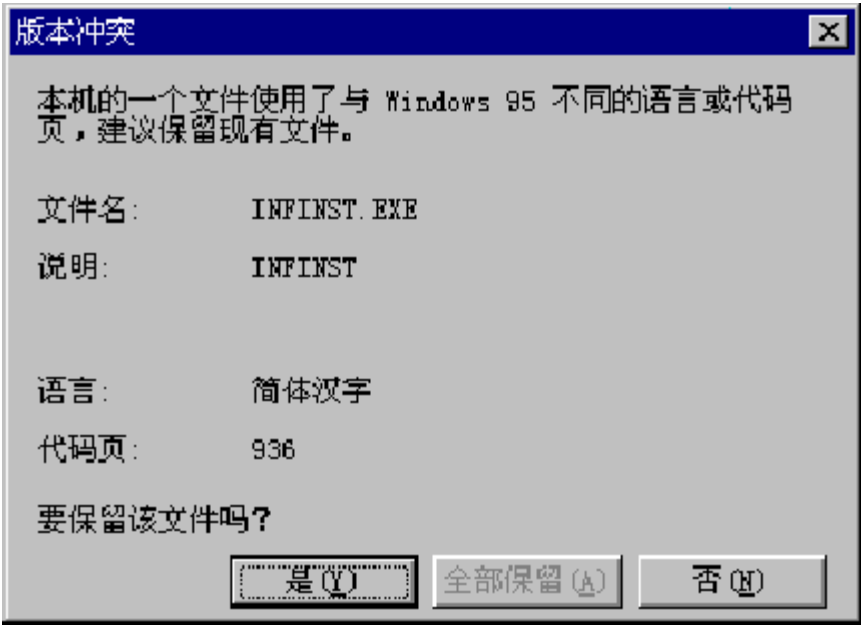 版本冲突
本机的一个文件使用了与 Windows 95 不同的语言或代码
页，建议保留现有文件。
文件名: INFINST.EXE
说明: INFINST
语言: 简体汉字
代码页: 936
要保留该文件吗?
是(Y) 全部保留(A) 否(N)